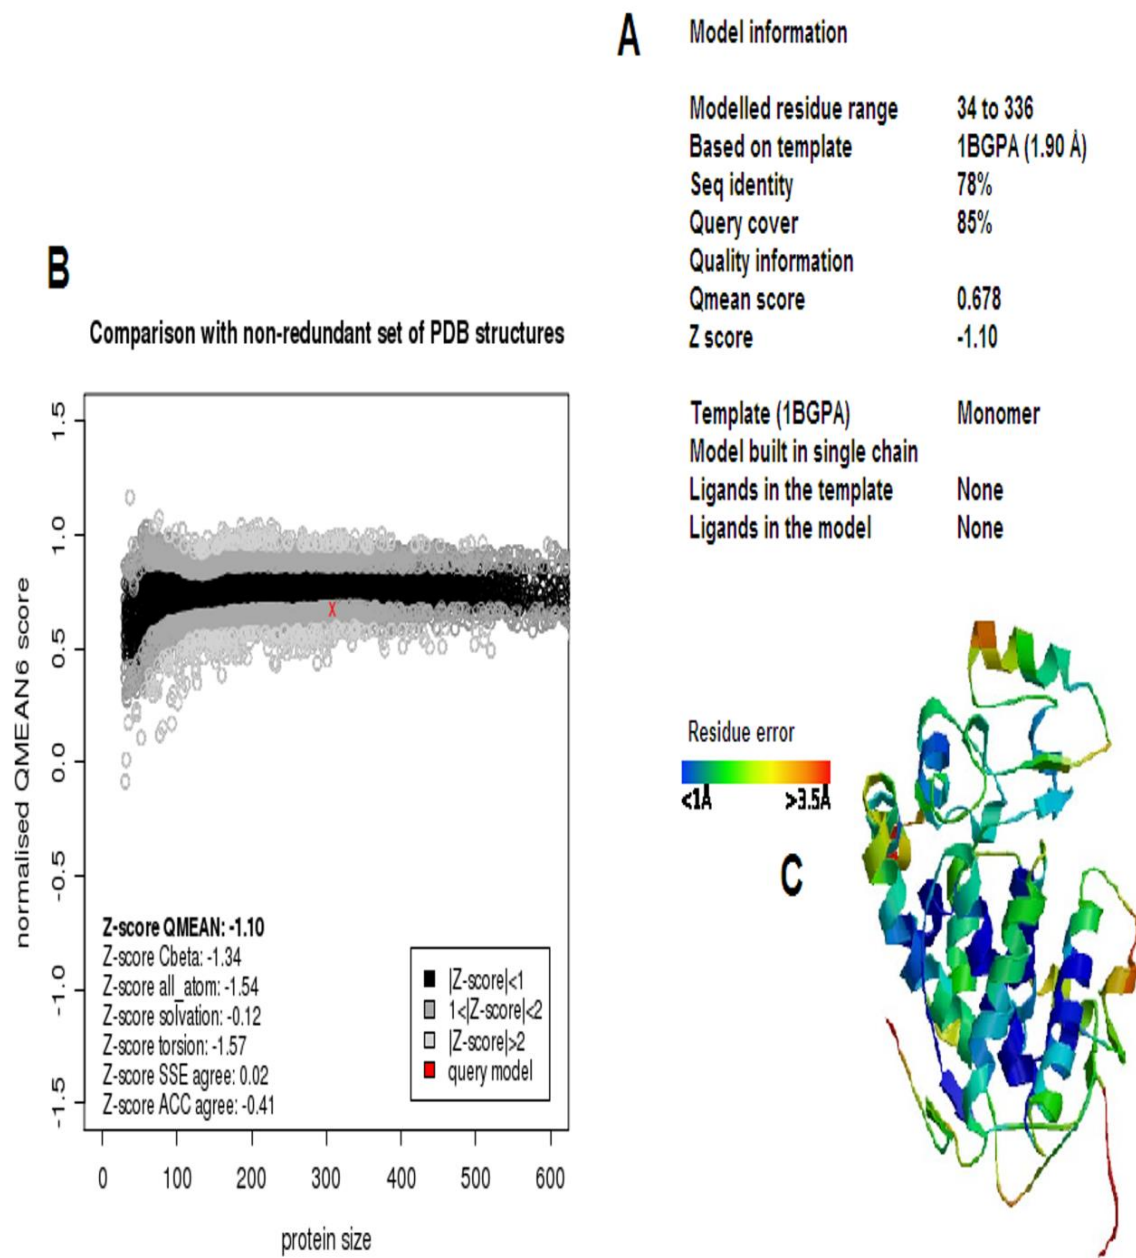 A
Model information
Modelled residue range 34 to 336
Based on template 1BGPA (1.90 Å)
Seq identity 78%
Query cover 85%
Quality information
Qmean score 0.678
Z score -1.10
Template (1BGPA) Monomer
Model built in single chain
Ligands in the template None
Ligands in the model None
B
Comparison with non-redundant set of PDB structures
normalised QMEAN6 score
1.5
1.0
0.5
0.0
-0.5
-1.0
-1.5
X
Z-score QMEAN: -1.10
Z-score Cbeta: -1.34
Z-score all_atom: -1.54
Z-score solvation: -0.12
Z-score torsion: -1.57
Z-score SSE agree: 0.02
Z-score ACC agree: -0.41
|Z-score|<1
1<|Z-score|<2
|Z-score|>2
query model
0 100 200 300 400 500 600
protein size
Residue error
<1Å >3.5Å
C